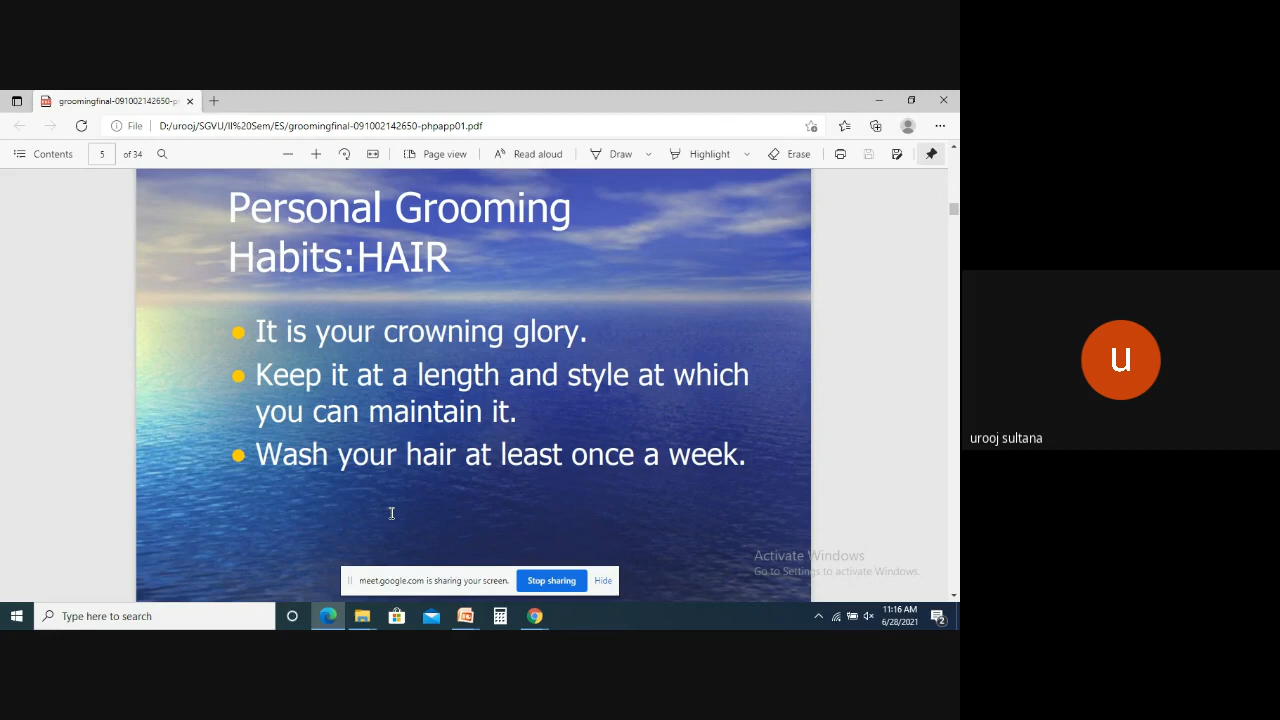 groomingfinal-091002142650-p
File D:/urooj/SGVU/II%20Sem/ES/groomingfinal-091002142650-phpapp01.pdf
Contents 5 of 34 Page view Read aloud Draw Highlight Erase
Personal Grooming
Habits:HAIR
It is your crowning glory.
Keep it at a length and style at which
you can maintain it.
Wash your hair at least once a week.
u
urooj sultana
Activate Windows
Go to Settings to activate Windows.
meet.google.com is sharing your screen. Stop sharing Hide
Type here to search
11:16 AM
6/28/2021
2